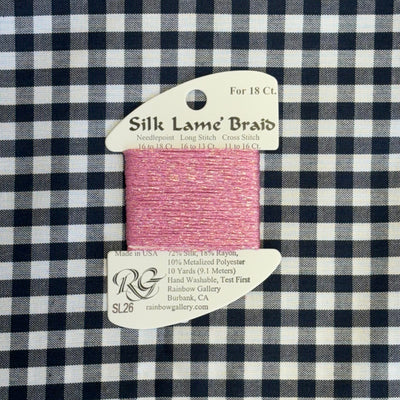 For 18 Ct.
Silk Lamé Braid
Needlepoint Long Stitch Cross Stitch
16 to 18 Ct. 16 to 13 Ct. 11 to 16 Ct.
Made in USA 72% Silk, 18% Rayon,
10% Metalized Polyester
10 Yards (9.1 Meters)
Hand Washable, Test First
Rainbow Gallery
Burbank, CA
rainbowgallery.com
RG
SL26